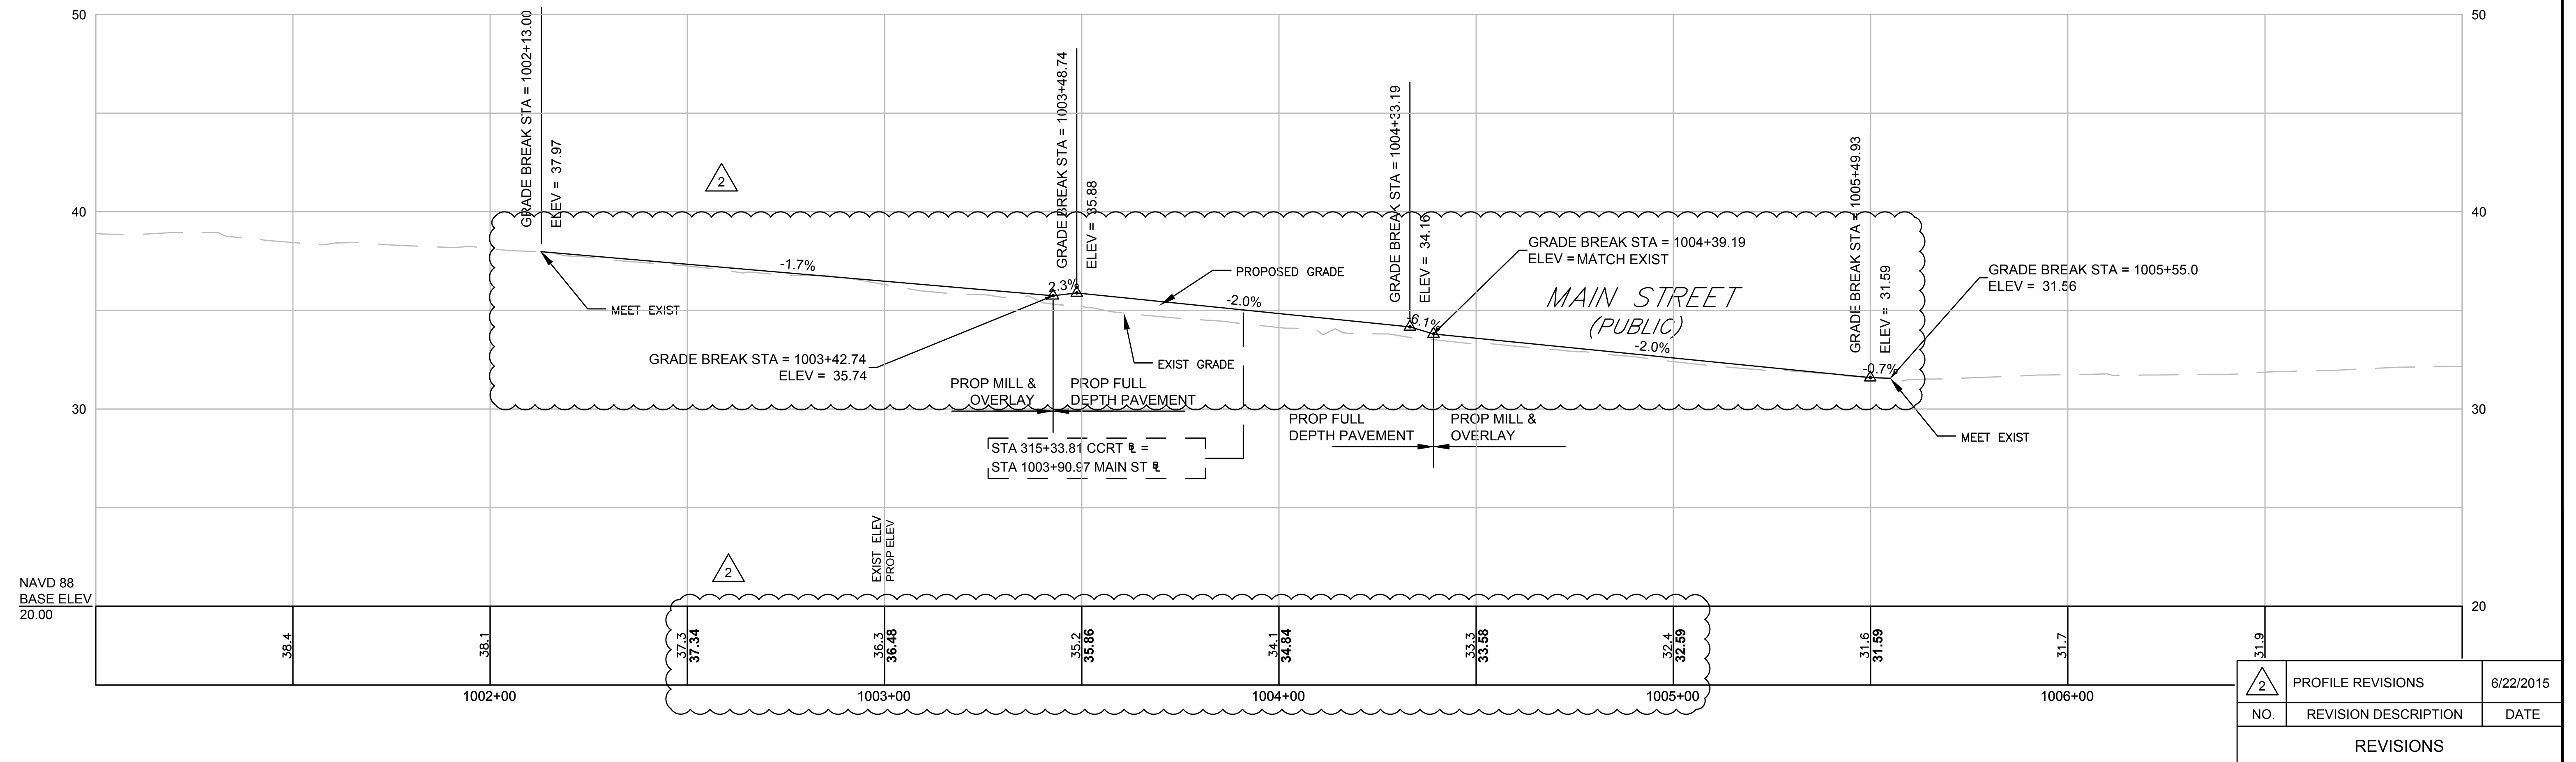 50
50
GRADE BREAK STA = 1002+13.00
ELEV = 37.97
GRADE BREAK STA = 1003+48.74
ELEV = 35.88
GRADE BREAK STA = 1004+33.19
ELEV = 34.16
GRADE BREAK STA = 1005+49.93
ELEV = 31.59
2
40
40
GRADE BREAK STA = 1004+39.19
ELEV = MATCH EXIST
GRADE BREAK STA = 1005+55.0
ELEV = 31.56
-1.7%
2.3%
PROPOSED GRADE
-2.0%
MAIN STREET
(PUBLIC)
-6.1%
-2.0%
-0.7%
MEET EXIST
GRADE BREAK STA = 1003+42.74
ELEV = 35.74
EXIST GRADE
PROP MILL &
OVERLAY
PROP FULL
DEPTH PAVEMENT
30
30
PROP FULL
DEPTH PAVEMENT
PROP MILL &
OVERLAY
MEET EXIST
STA 315+33.81 CCRT BL =
STA 1003+90.97 MAIN ST BL
EXIST ELEV
PROP ELEV
2
NAVD 88
BASE ELEV
20.00
20
38.4
38.1
37.3
37.34
36.3
36.48
35.2
35.86
34.1
34.84
33.3
33.58
32.4
32.59
31.6
31.59
31.7
31.9
1002+00
1003+00
1004+00
1005+00
1006+00
2 PROFILE REVISIONS 6/22/2015
NO. REVISION DESCRIPTION DATE
REVISIONS